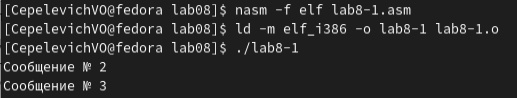 [CepelevichVO@fedora lab08]$ nasm -f elf lab8-1.asm
[CepelevichVO@fedora lab08]$ ld -m elf_i386 -o lab8-1 lab8-1.o
[CepelevichVO@fedora lab08]$ ./lab8-1
Сообщение № 2
Сообщение № 3